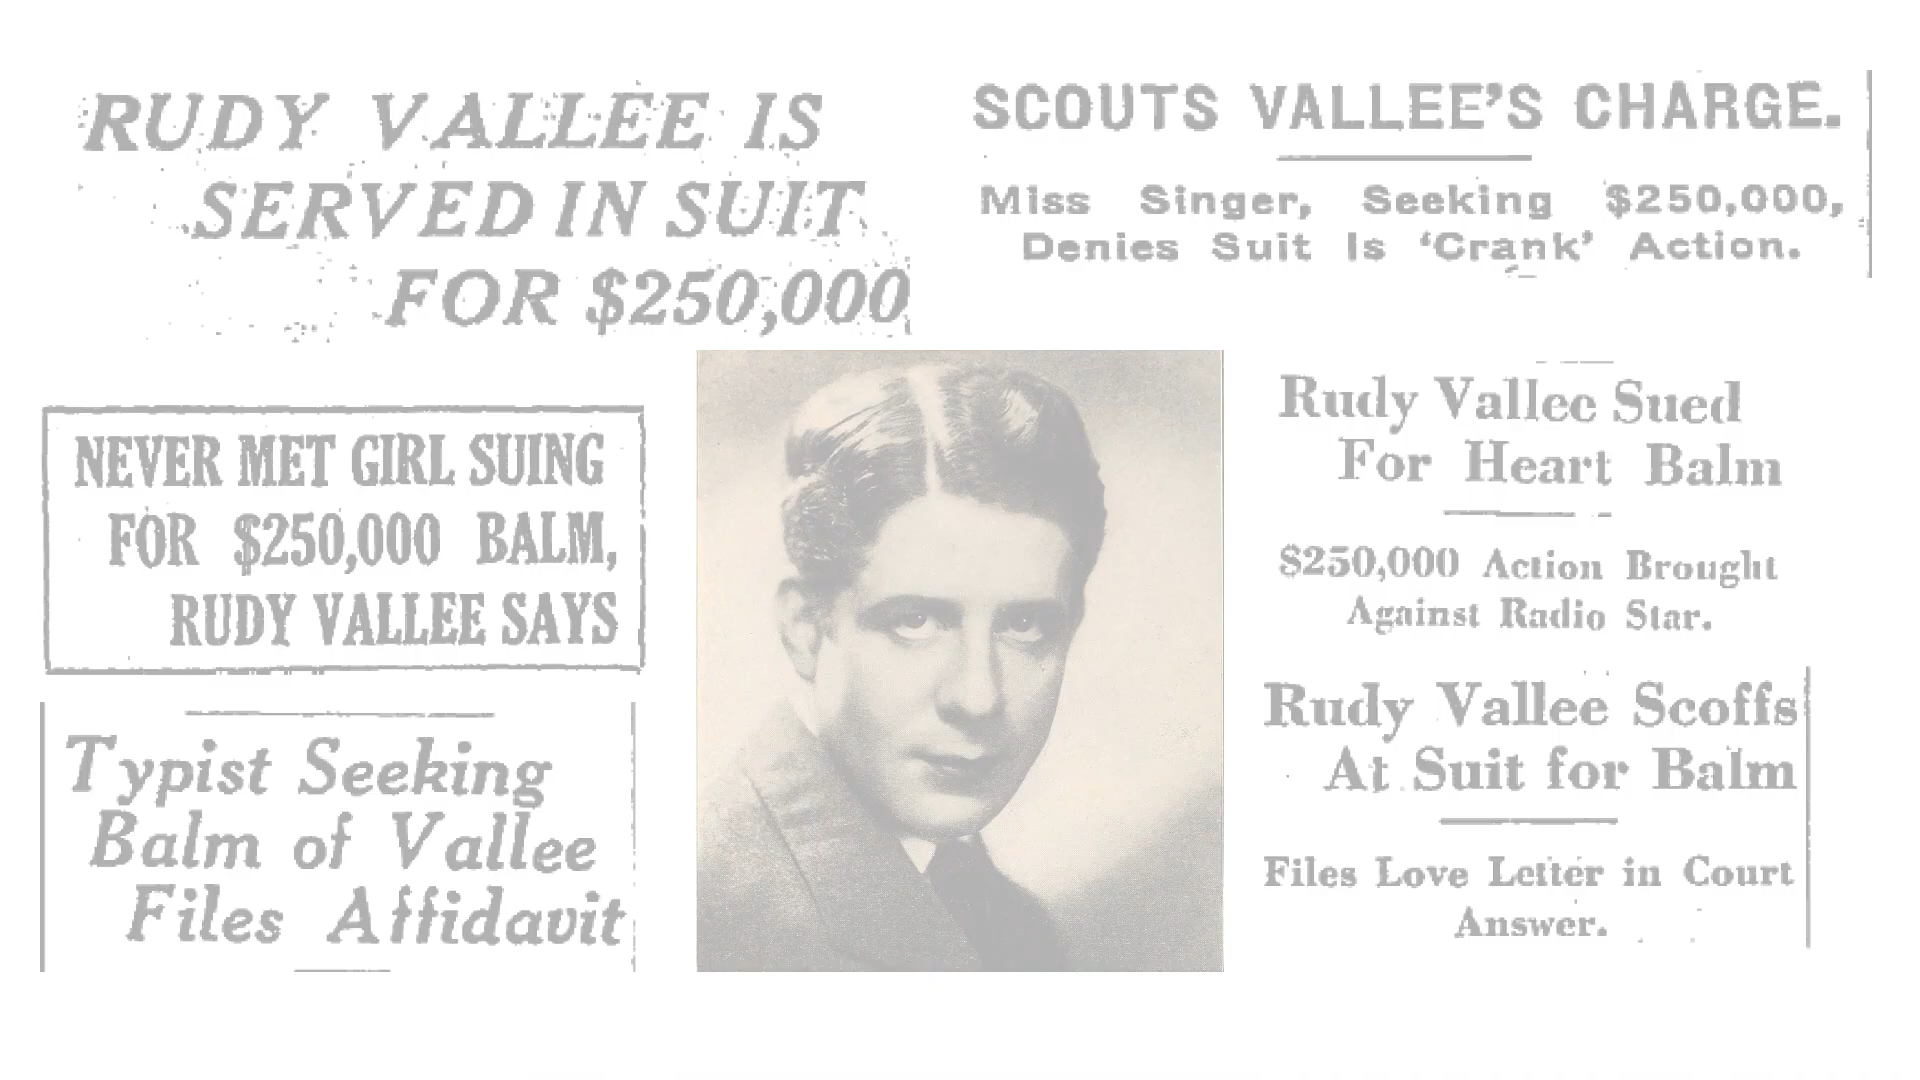 RUDY VALLEE IS
SERVED IN SUIT
FOR $250,000
SCOUTS VALLEE'S CHARGE.
Miss Singer, Seeking $250,000,
Denies Suit Is 'Crank' Action.
NEVER MET GIRL SUING
FOR $250,000 BALM,
RUDY VALLEE SAYS
Typist Seeking
Balm of Vallee
Files Affidavit
Rudy Vallee Sued
For Heart Balm
$250,000 Action Brought
Against Radio Star.
Rudy Vallee Scoffs
At Suit for Balm
Files Love Letter in Court
Answer.